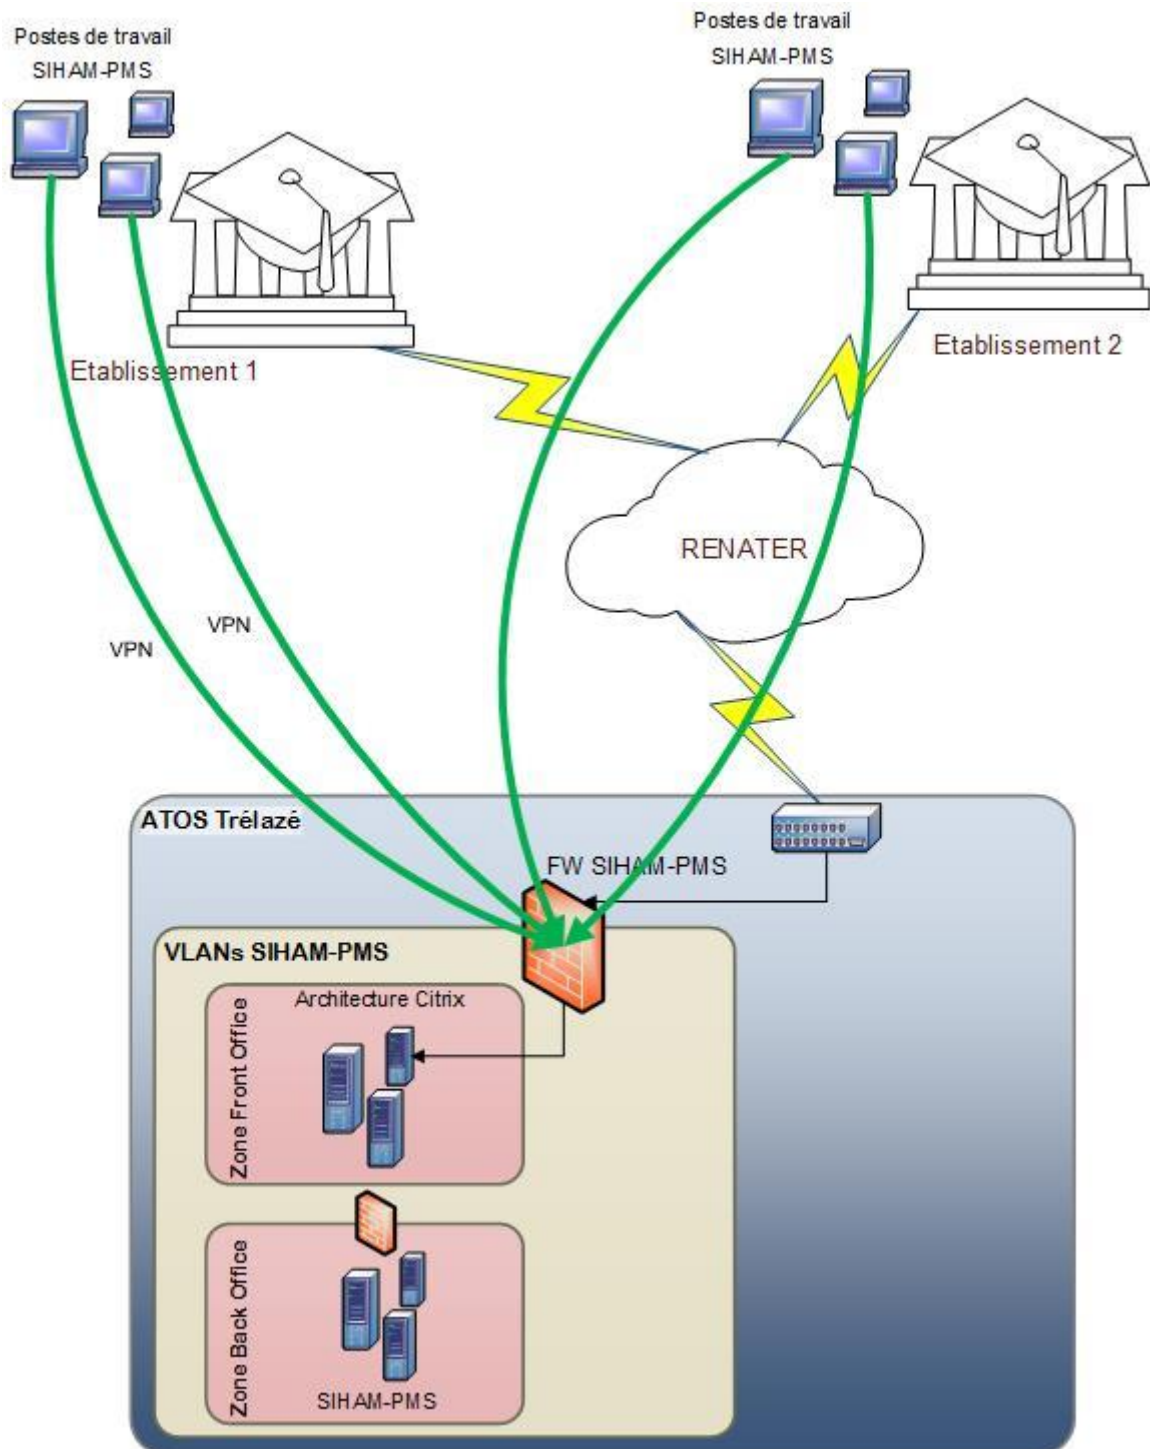 Postes de travail
SIHAM-PMS
Postes de travail
SIHAM-PMS
Etablissement 1
Etablissement 2
RENATER
VPN
VPN
ATOS Trélazé
FW SIHAM-PMS
VLANs SIHAM-PMS
Zone Front Office
Architecture Citrix
Zone Back Office
SIHAM-PMS